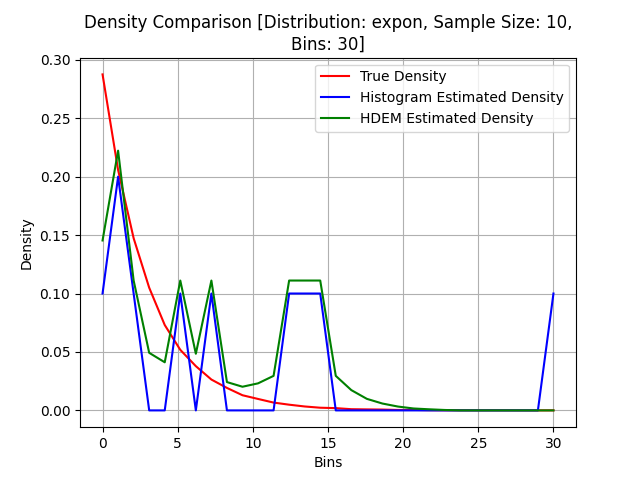 Density Comparison [Distribution: expon, Sample Size: 10,
Bins: 30]
True Density
Histogram Estimated Density
HDEM Estimated Density
Density
0.30
0.25
0.20
0.15
0.10
0.05
0.00
0 5 10 15 20 25 30
Bins